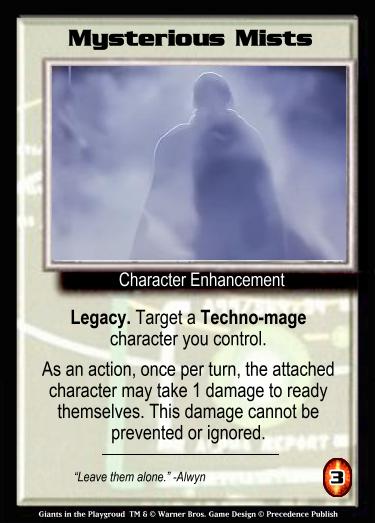 Mysterious Mists
Character Enhancement
Legacy. Target a Techno-mage
character you control.
As an action, once per turn, the attached
character may take 1 damage to ready
themselves. This damage cannot be
prevented or ignored.
"Leave them alone." -Alwyn
3
Giants in the Playgroud TM & © Warner Bros. Game Design © Precedence Publish